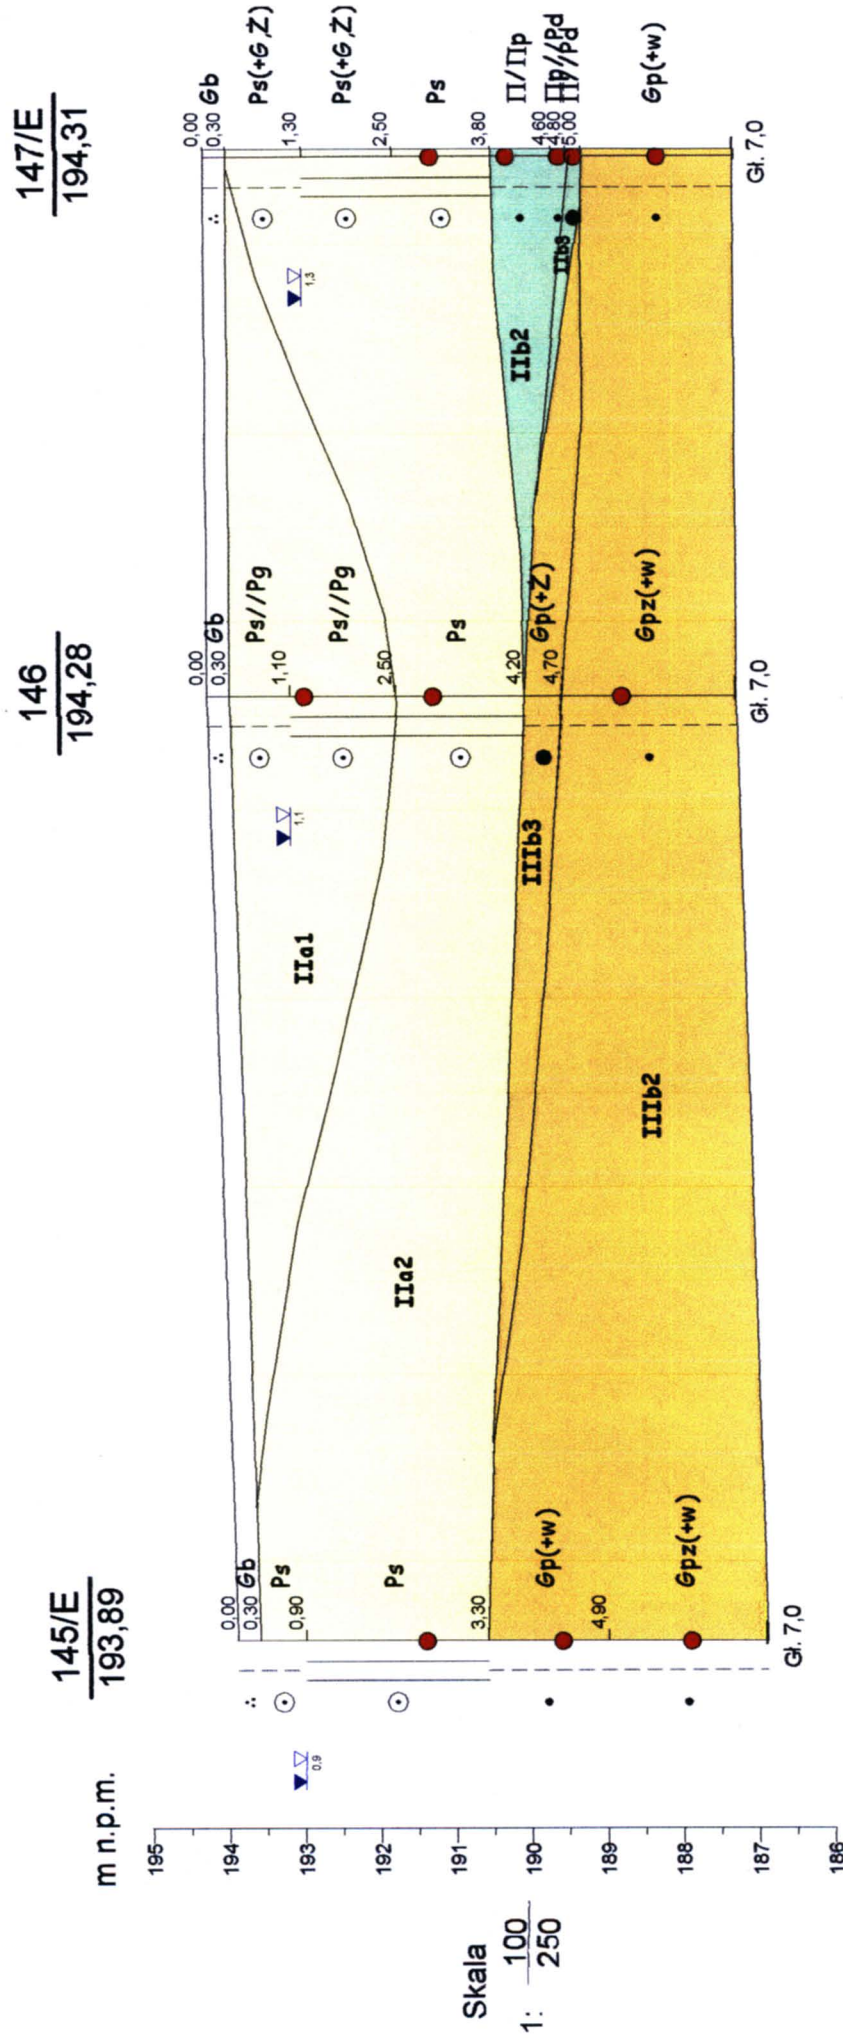 145/E
193,89
146
194,28
147/E
194,31
m n.p.m.
195
194
193
192
191
190
189
188
187
186
Skala
1: 100
250
0,9
0,00
0,30
0,90
3,30
4,90
Gb
Ps
Ps
Gp(+w)
Gpz(+w)
Gł. 7,0
IIa1
IIa2
IIIb3
IIIb2
1,1
0,00
0,30
1,10
2,50
4,20
4,70
Gb
Ps//Pg
Ps//Pg
Ps
Gp(+Ż)
Gpz(+w)
Gł. 7,0
IIb2
IIb3
1,3
0,00
0,30
1,30
2,50
3,80
4,60
4,80
5,00
Gb
Ps(+G,Ż)
Ps(+G,Ż)
Ps
Π/Πp
Πp//Pd
Π//Pd
Gp(+w)
Gł. 7,0